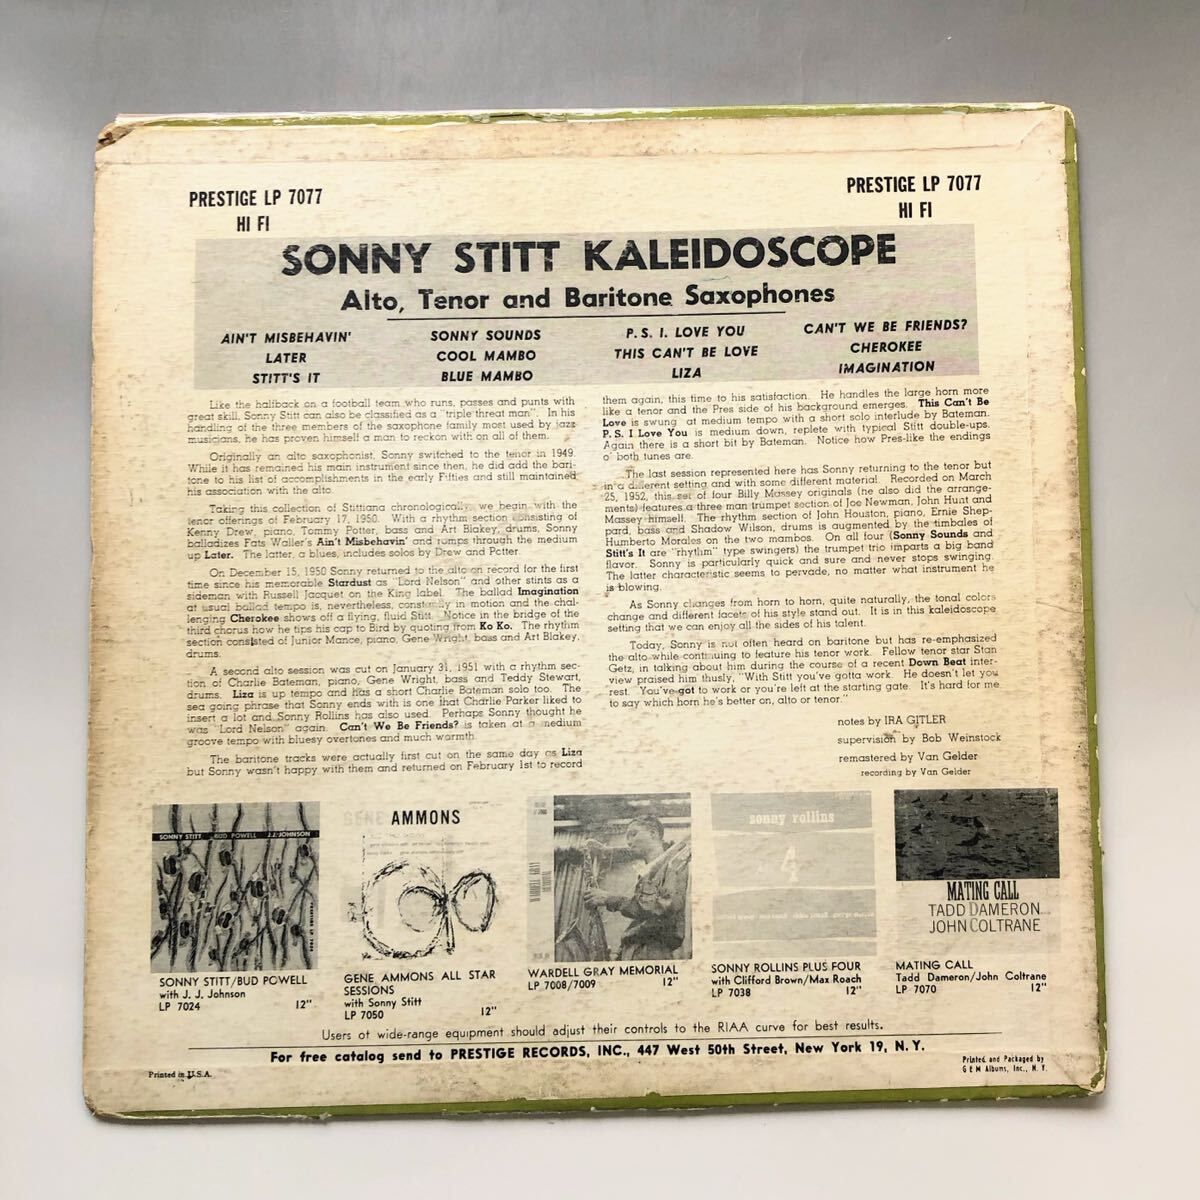 PRESTIGE LP 7077
HI FI
PRESTIGE LP 7077
HI FI
SONNY STITT KALEIDOSCOPE
Alto, Tenor and Baritone Saxophones
AIN'T MISBEHAVIN'
LATER
STITT'S IT
SONNY SOUNDS
COOL MAMBO
BLUE MAMBO
P.S. I. LOVE YOU
THIS CAN'T BE LOVE
LIZA
CAN'T WE BE FRIENDS?
CHEROKEE
IMAGINATION
Like the halfback on a football team who runs, passes and punts with
great skill, Sonny Stitt can also be classified as a "triple threat man". In his
handling of the three members of the saxophone family most used by jazz
musicians, he has proven himself a man to reckon with on all of them.
Originally an alto saxophonist, Sonny switched to the tenor in 1949.
While it has remained his main instrument since then, he did add the bari-
tone to his list of accomplishments in the early Fifties and still maintained
his association with the alto.
Taking this collection of Stittiana chronologically, we begin with the
tenor offerings of February 17, 1950. With a rhythm section consisting of
Kenny Drew, piano, Tommy Potter, bass and Art Blakey, drums, Sonny
balladizes Fats Waller's Ain't Misbehavin' and romps through the medium
up Later. The latter, a blues, includes solos by Drew and Potter.
On December 15, 1950 Sonny returned to the alto on record for the first
time since his memorable Stardust as "Lord Nelson" and other stints as a
sideman with Russell Jacquet on the King label. The ballad Imagination
at usual ballad tempo is, nevertheless, constantly in motion and the chal-
lenging Cherokee shows off a flying, fluid Stitt. Notice in the bridge of the
third chorus how he tips his cap to Bird by quoting from Ko Ko. The rhythm
section consisted of Junior Mance, piano, Gene Wright, bass and Art Blakey,
drums.
A second alto session was cut on January 31, 1951 with a rhythm sec-
tion of Charlie Bateman, piano, Gene Wright, bass and Teddy Stewart,
drums. Liza is up tempo and has a short Charlie Bateman solo too. The
sea going phrase that Sonny ends with is one that Charlie Parker liked to
insert a lot and Sonny Rollins has also used. Perhaps Sonny thought he
was "Lord Nelson" again. Can't We Be Friends? is taken at a medium
groove tempo with bluesy overtones and much warmth.
The baritone tracks were actually first cut on the same day as Liza
but Sonny wasn't happy with them and returned on February 1st to record
them again, this time to his satisfaction. He handles the large horn more
like a tenor and the Pres side of his background emerges. This Can't Be
Love is swung at medium tempo with a short solo interlude by Bateman.
P. S. I Love You is medium down, replete with typical Stitt double-ups.
Again there is a short bit by Bateman. Notice how Pres-like the endings
o' both tunes are.
The last session represented here has Sonny returning to the tenor but
in a different setting and with some different material. Recorded on March
25, 1952, this set of four Billy Massey originals (he also did the arrange-
ments) features a three man trumpet section of Joe Newman, John Hunt and
Massey himself. The rhythm section of John Houston, piano, Ernie Shep-
pard, bass and Shadow Wilson, drums is augmented by the timbales of
Humberto Morales on the two mambos. On all four (Sonny Sounds and
Stitt's It are "rhythm" type swingers) the trumpet trio imparts a big band
flavor. Sonny is particularly quick and sure and never stops swinging.
The latter characteristic seems to pervade, no matter what instrument he
is blowing.
As Sonny changes from horn to horn, quite naturally, the tonal colors
change and different facets of his style stand out. It is in this kaleidoscope
setting that we can enjoy all the sides of his talent.
Today, Sonny is not often heard on baritone but has re-emphasized
the alto while continuing to feature his tenor work. Fellow tenor star Stan
Getz, in talking about him during the course of a recent Down Beat inter-
view praised him thusly, "With Stitt you've gotta work. He doesn't let you
rest. You've got to work or you're left at the starting gate. It's hard for me
to say which horn he's better on, alto or tenor."
notes by IRA GITLER
supervision by Bob Weinstock
remastered by Van Gelder
recording by Van Gelder
SONNY STITT BUD POWELL J.J. JOHNSON
GENE AMMONS
WARDELL GRAY
sonny rollins
4
MATING CALL
TADD DAMERON
JOHN COLTRANE
SONNY STITT/BUD POWELL
with J. J. Johnson
LP 7024 12"
GENE AMMONS ALL STAR
SESSIONS
with Sonny Stitt
LP 7050 12"
WARDELL GRAY MEMORIAL
LP 7008/7009 12"
SONNY ROLLINS PLUS FOUR
with Clifford Brown/Max Roach
LP 7038 12"
MATING CALL
Tadd Dameron/John Coltrane
LP 7070 12"
Users of wide-range equipment should adjust their controls to the RIAA curve for best results.
For free catalog send to PRESTIGE RECORDS, INC., 447 West 50th Street, New York 19, N. Y.
Printed in U.S.A.
Printed and Packaged by
G E M Albums, Inc., N. Y.